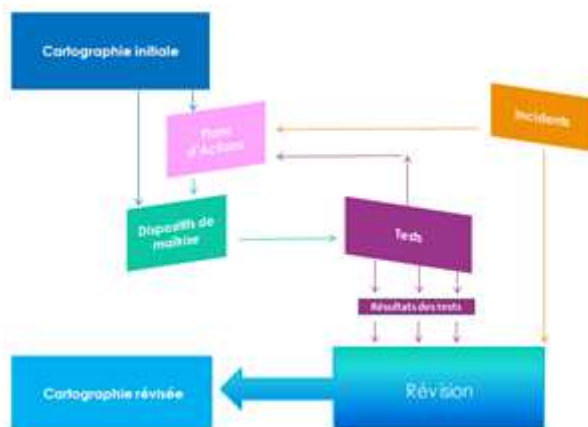 Cartographie initiale
Incidents
Plans
d'Actions
Dispositifs de
maîtrise
Tests
Résultats des tests
Cartographie révisée
Révision